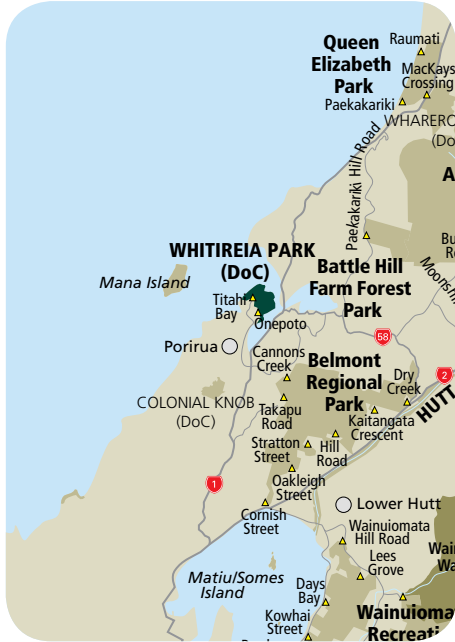 Queen
Elizabeth
Park
Raumati
MacKays
Crossing
Paekakariki
Paekakariki Hill Road
WHITIREIA PARK
(DoC)
Mana Island
Titahi
Bay
Onepoto
Battle Hill
Farm Forest
Park
58
Porirua
Cannons
Creek
Belmont
Regional
Park
Dry
Creek
2
HUTT
COLONIAL KNOB
(DoC)
Takapu
Road
Kaitangata
Crescent
Stratton
Street
Hill
Road
Oakleigh
Street
1
Cornish
Street
Lower Hutt
Wainuiomata
Hill Road
Lees
Grove
Matiu/Somes
Island
Days
Bay
Kowhai
Street